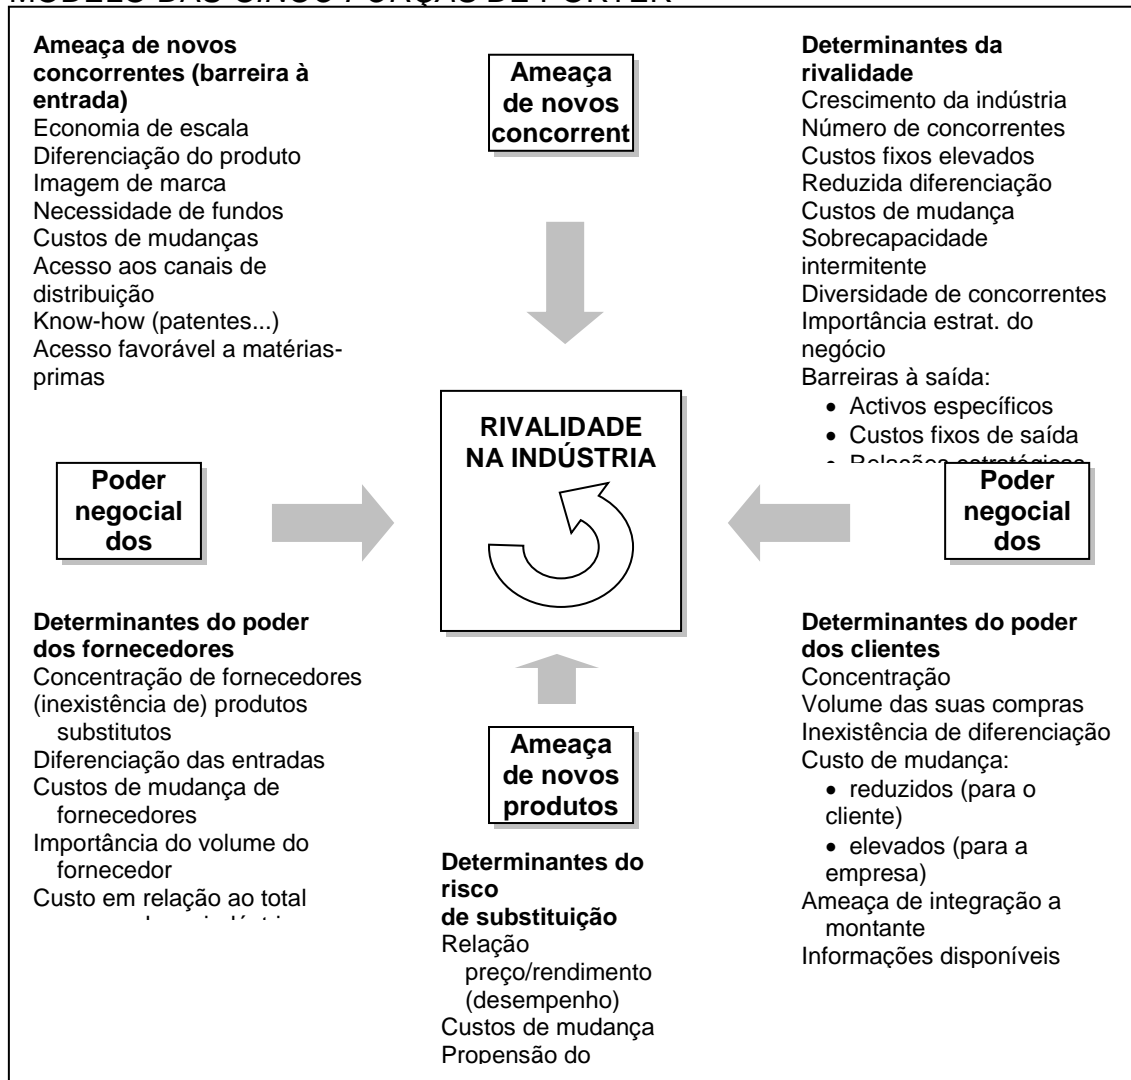 MODELO DAS CINCO FORÇAS DE PORTER
Ameaça de novos
concorrentes (barreira à
entrada)
Economia de escala
Diferenciação do produto
Imagem de marca
Necessidade de fundos
Custos de mudanças
Acesso aos canais de
distribuição
Know-how (patentes...)
Acesso favorável a matérias-
primas
Ameaça
de novos
concorrent
Determinantes da
rivalidade
Crescimento da indústria
Número de concorrentes
Custos fixos elevados
Reduzida diferenciação
Custos de mudança
Sobrecapacidade
intermitente
Diversidade de concorrentes
Importância estrat. do
negócio
Barreiras à saída:
• Activos específicos
• Custos fixos de saída
• Relações estratégicas
Poder
negocial
dos
RIVALIDADE
NA INDÚSTRIA
Poder
negocial
dos
Determinantes do poder
dos fornecedores
Concentração de fornecedores
(inexistência de) produtos
substitutos
Diferenciação das entradas
Custos de mudança de
fornecedores
Importância do volume do
fornecedor
Custo em relação ao total
Ameaça
de novos
produtos
Determinantes do
risco
de substituição
Relação
preço/rendimento
(desempenho)
Custos de mudança
Propensão do
Determinantes do poder
dos clientes
Concentração
Volume das suas compras
Inexistência de diferenciação
Custo de mudança:
• reduzidos (para o
cliente)
• elevados (para a
empresa)
Ameaça de integração a
montante
Informações disponíveis